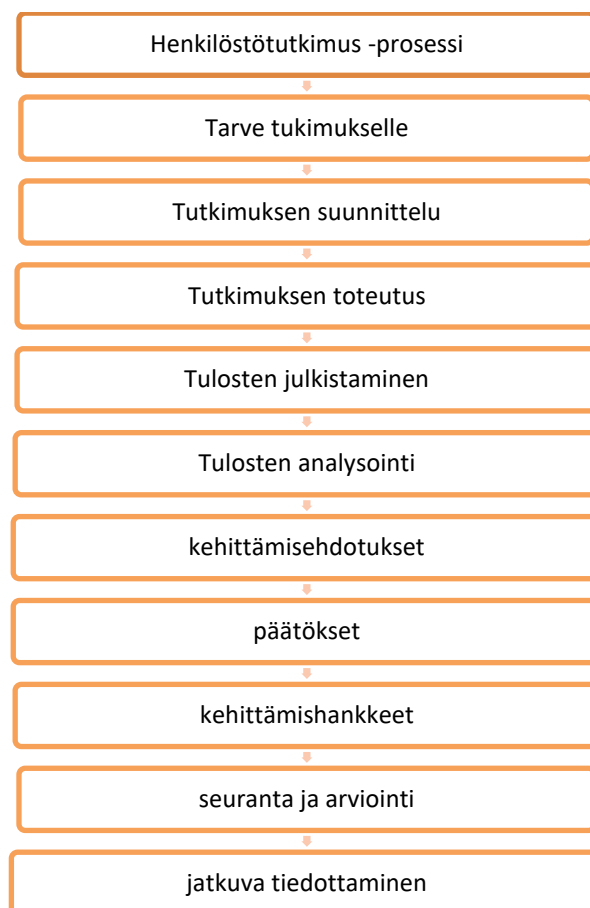 Henkilöstötutkimus -prosessi
Tarve tukimukselle
Tutkimuksen suunnittelu
Tutkimuksen toteutus
Tulosten julkistaminen
Tulosten analysointi
kehittämisehdotukset
päätökset
kehittämishankkeet
seuranta ja arviointi
jatkuva tiedottaminen